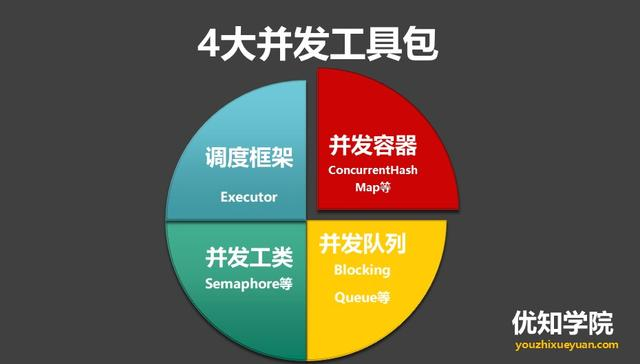 4大并发工具包
调度框架
Executor
并发容器
ConcurrentHash
Map等
并发工类
Semaphore等
并发队列
Blocking
Queue等
优知学院
youzhixueyuan.com